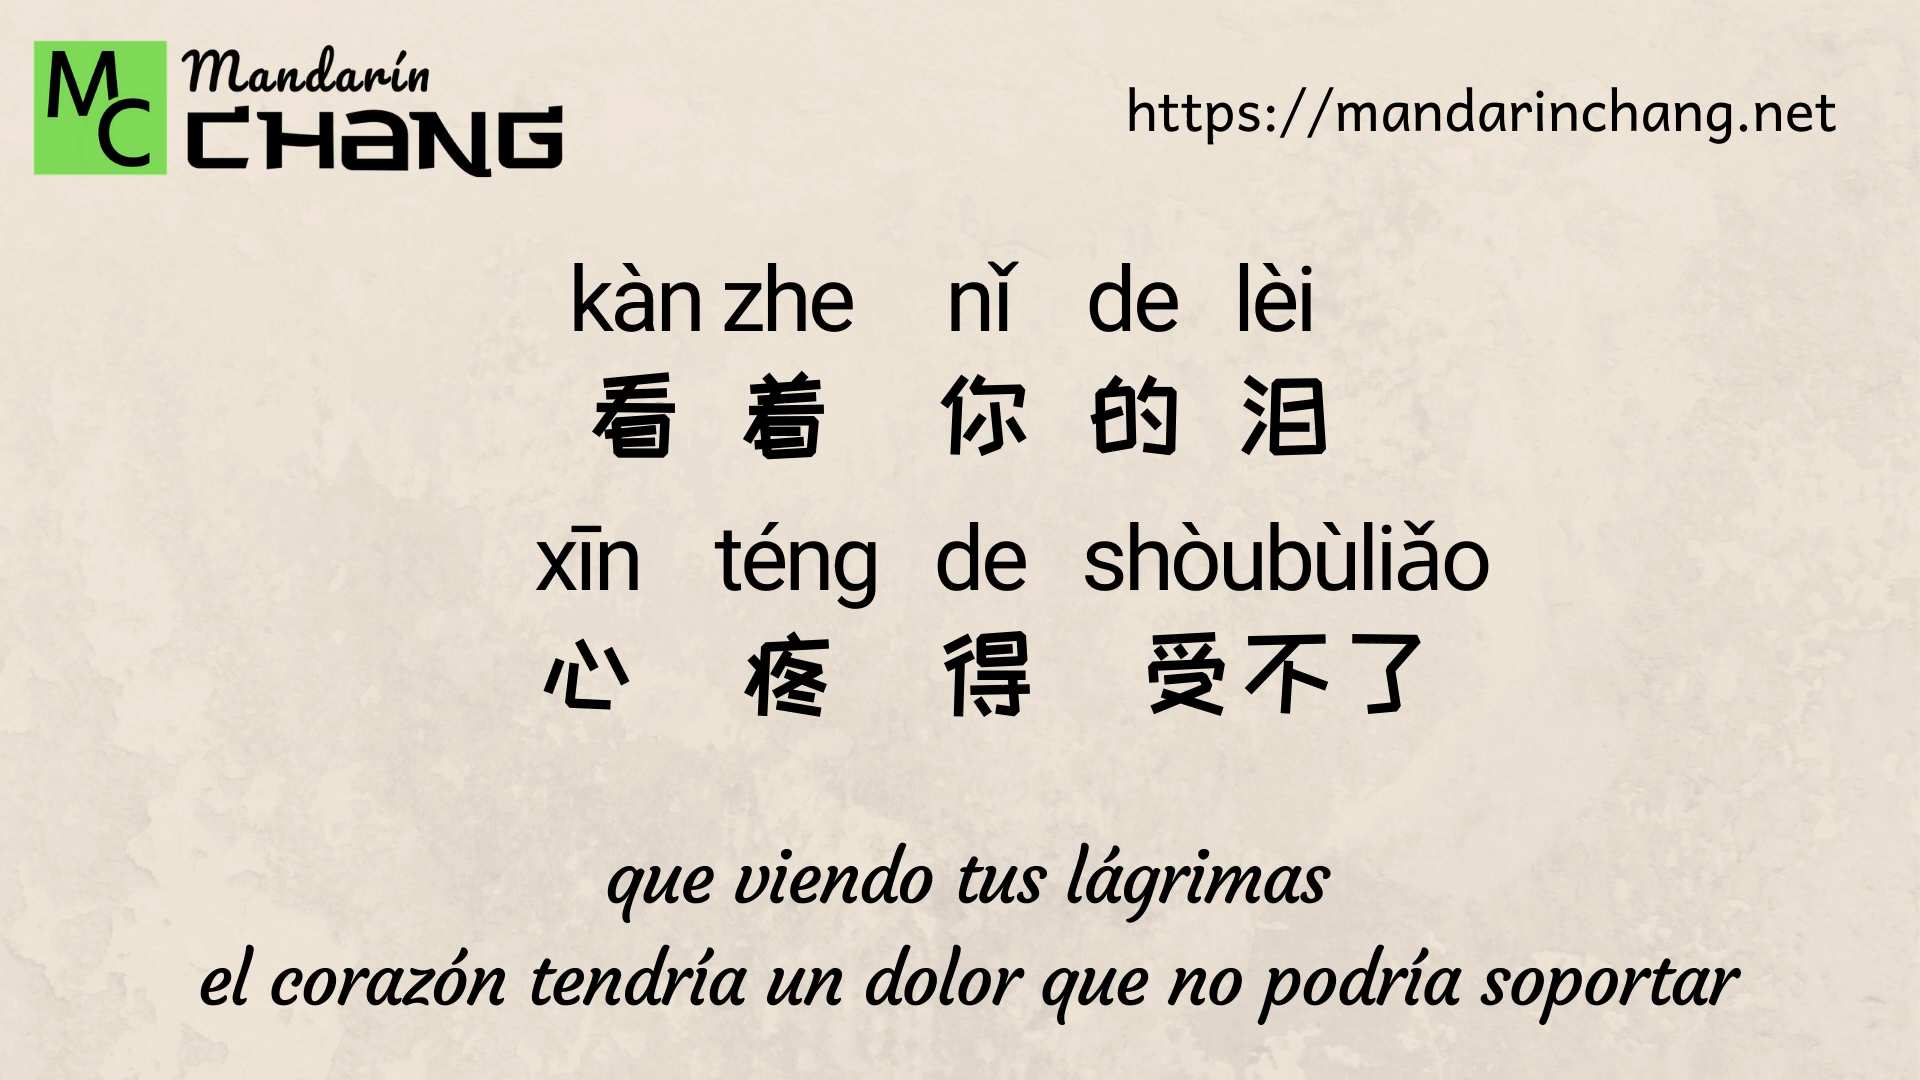 MC Mandarín
CHANG
https://mandarinchang.net
kàn zhe nǐ de lèi
看着 你 的 泪
xīn téng de shòubùliǎo
心 疼 得 受不了
que viendo tus lágrimas
el corazón tendría un dolor que no podría soportar